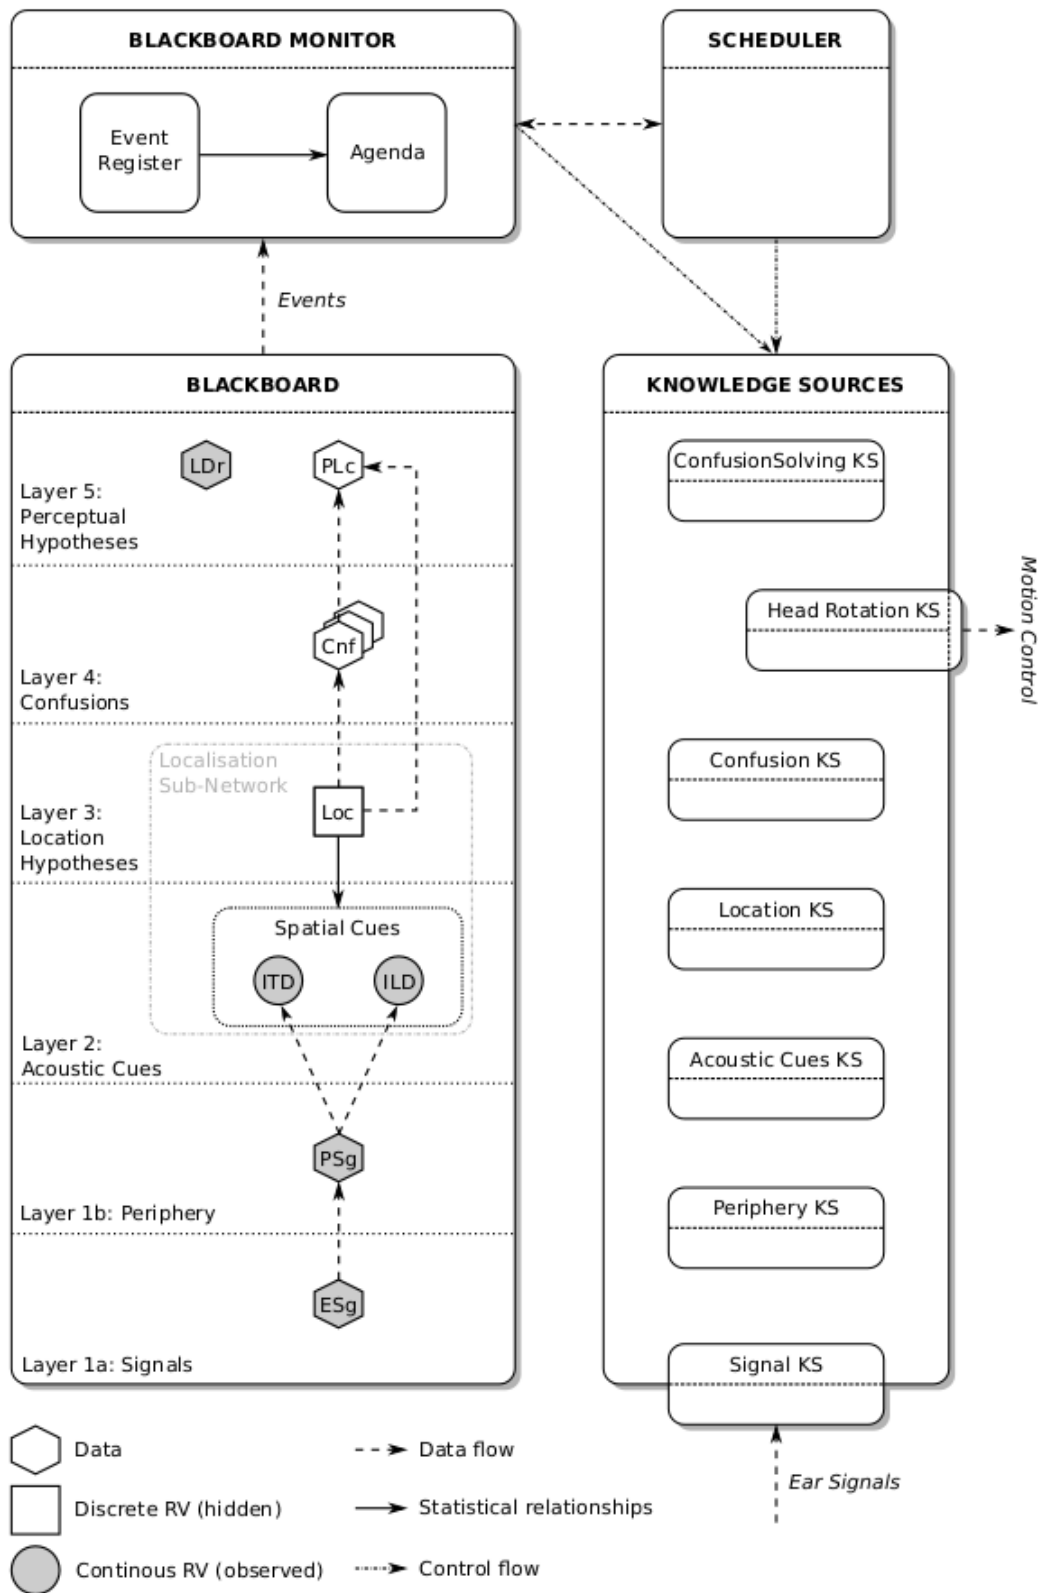 BLACKBOARD MONITOR
Event
Register
Agenda
SCHEDULER
Events
BLACKBOARD
LDr
PLc
Layer 5:
Perceptual
Hypotheses
Cnf
Layer 4:
Confusions
Localisation
Sub-Network
Loc
Layer 3:
Location
Hypotheses
Spatial Cues
ITD
ILD
Layer 2:
Acoustic Cues
PSg
Layer 1b: Periphery
ESg
Layer 1a: Signals
KNOWLEDGE SOURCES
ConfusionSolving KS
Head Rotation KS
Motion Control
Confusion KS
Location KS
Acoustic Cues KS
Periphery KS
Signal KS
Ear Signals
Data
Data flow
Discrete RV (hidden)
Statistical relationships
Continous RV (observed)
Control flow